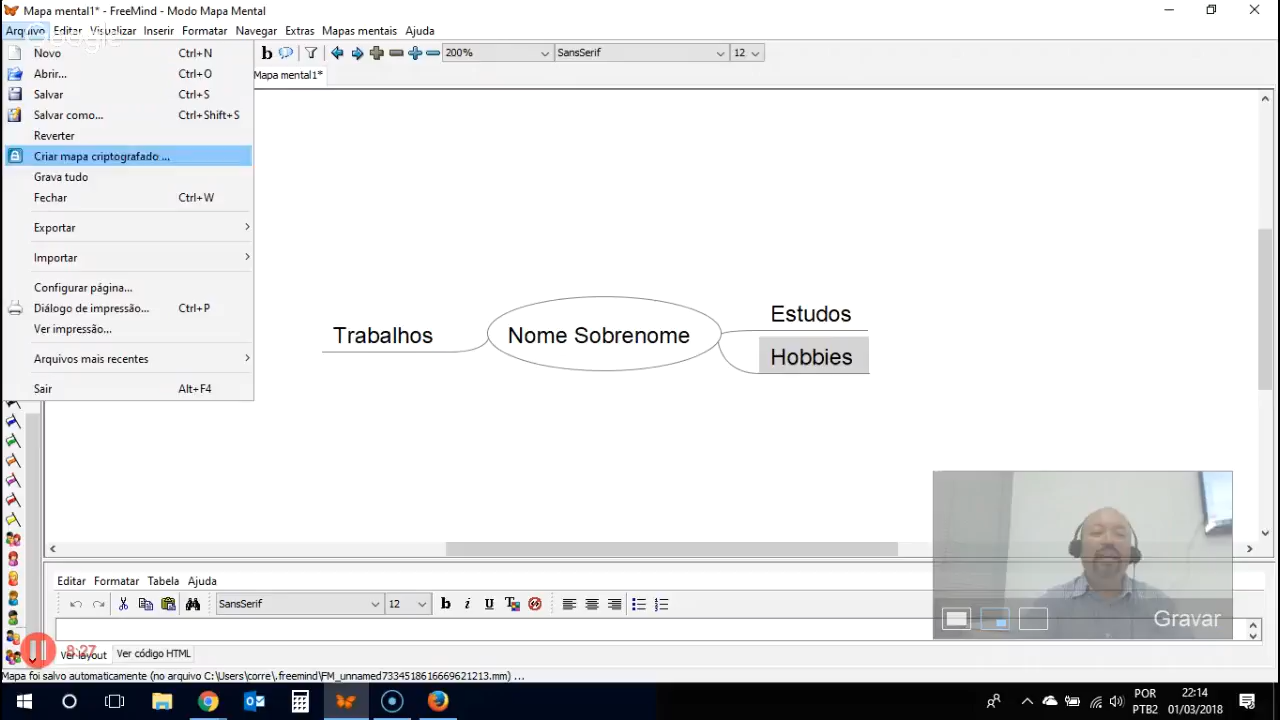 Mapa mental1* - FreeMind - Modo Mapa Mental
Arquivo Editar Visualizar Inserir Formatar Navegar Extras Mapas mentais Ajuda
Google
Novo Ctrl+N
b 200% SansSerif 12
Abrir... Ctrl+O
Mapa mental1*
Salvar Ctrl+S
Salvar como... Ctrl+Shift+S
Reverter
Criar mapa criptografado ...
Grava tudo
Fechar Ctrl+W
Exportar
Importar
Configurar página...
Diálogo de impressão... Ctrl+P
Ver impressão...
Arquivos mais recentes
Sair Alt+F4
Estudos
Trabalhos Nome Sobrenome
Hobbies
Editar Formatar Tabela Ajuda
SansSerif 12 b i U
Gravar
8:27
Ver layout Ver código HTML
Mapa foi salvo automaticamente (no arquivo C:\Users\corre\.freemind\FM_unnamed7334518616669621213.mm) ...
POR 22:14
PTB2 01/03/2018